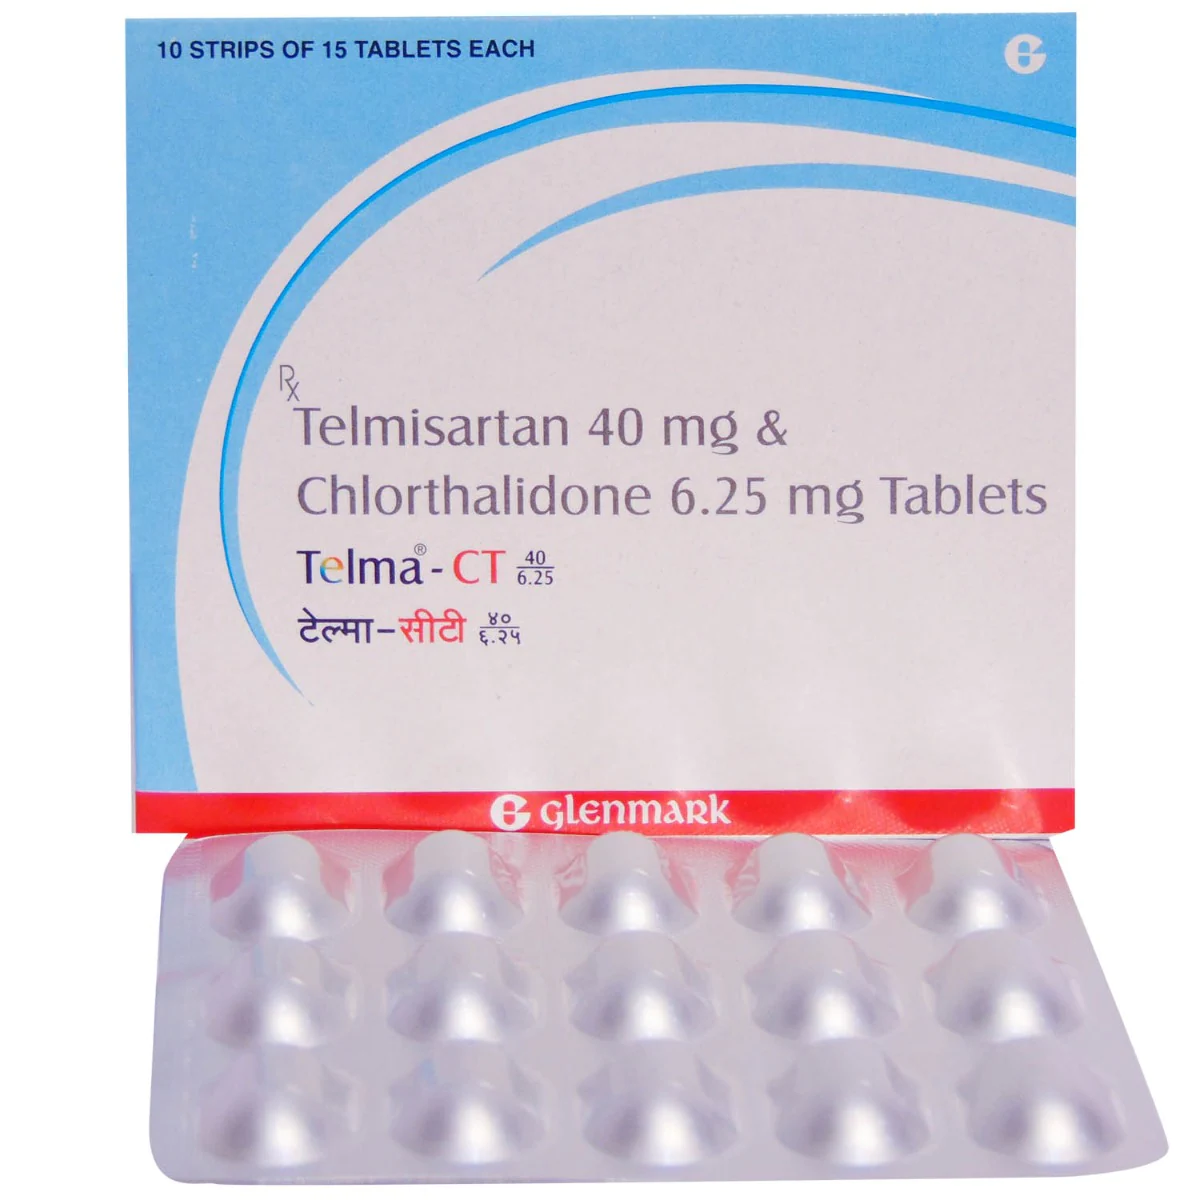 10 STRIPS OF 15 TABLETS EACH
Rx
Telmisartan 40 mg &
Chlorthalidone 6.25 mg Tablets
Telma®-CT 40/6.25
टेल्मा-सीटी ४०/६.२५
GLENMARK